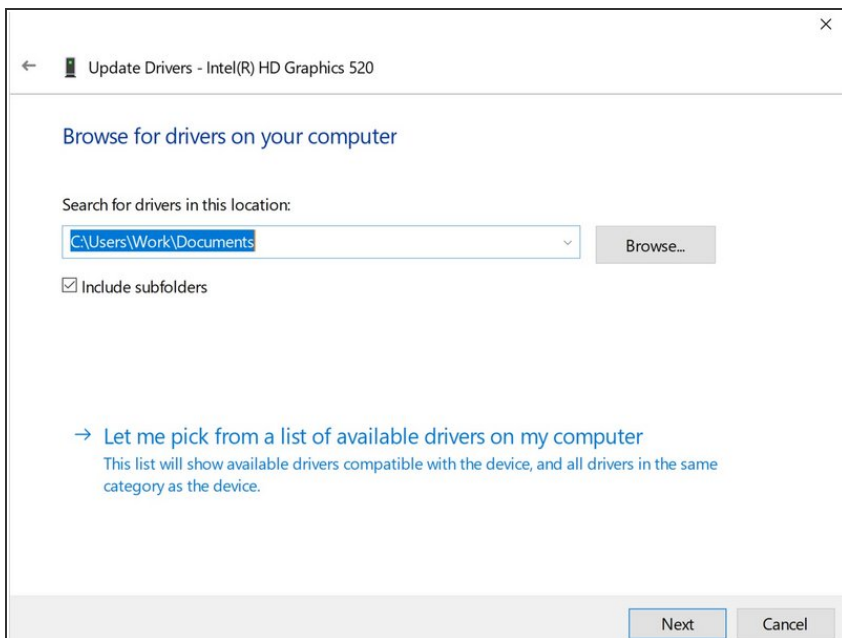 Update Drivers - Intel(R) HD Graphics 520
Browse for drivers on your computer
Search for drivers in this location:
C:\Users\Work\Documents
Browse...
Include subfolders
Let me pick from a list of available drivers on my computer
This list will show available drivers compatible with the device, and all drivers in the same
category as the device.
Next
Cancel